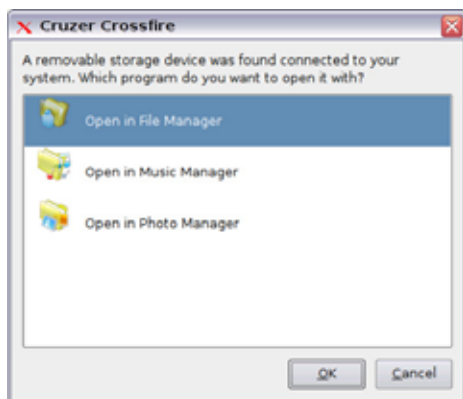 Cruzer Crossfire
A removable storage device was found connected to your
system. Which program do you want to open it with?
Open in File Manager
Open in Music Manager
Open in Photo Manager
OK
Cancel